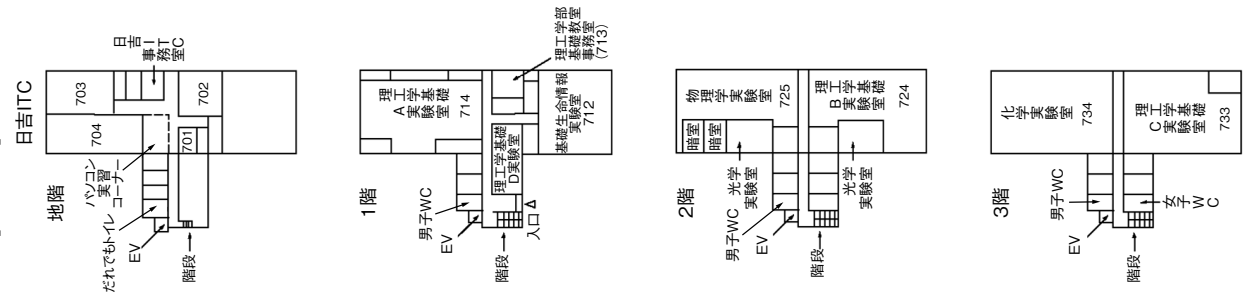 日吉ITC
地階
703
704
日吉IT
事務室C
702
701
パソコン
実習
コーナー
だれでもトイレ
EV
階段
1階
理工学基礎
A実験室
714
理工学部
基礎教室
事務室
(713)
基礎生命情報
実験室
712
理工学基礎
D実験室
男子WC
EV
入口
階段
2階
物理学実験室
725
理工学基礎
B実験室
724
暗室
暗室
光学
実験室
光学
実験室
男子WC
EV
階段
3階
化学実験室
734
理工学基礎
C実験室
733
男子WC
女子WC
EV
階段